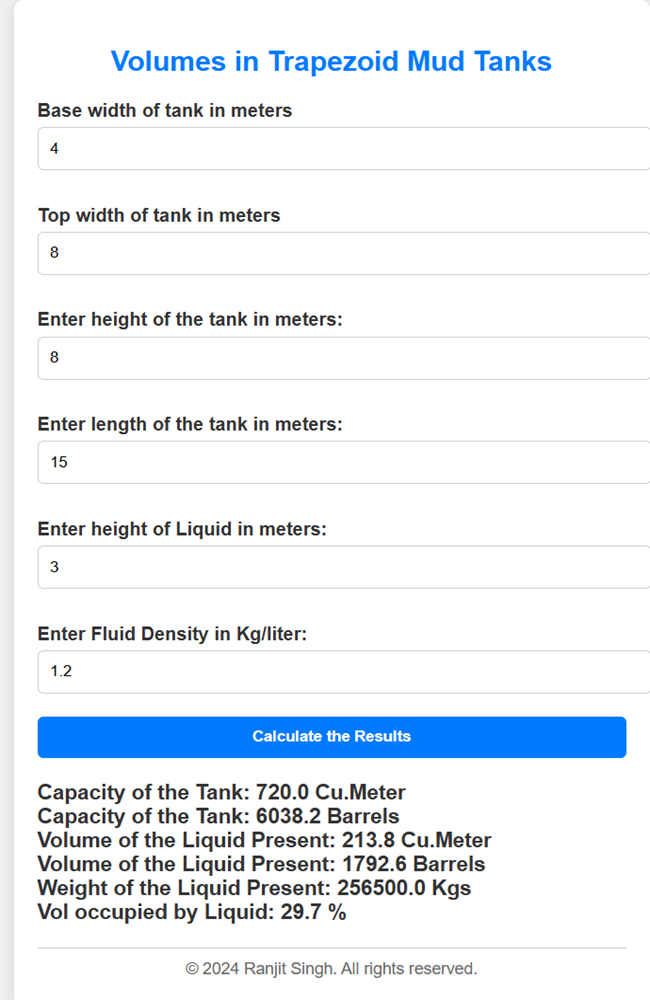 Volumes in Trapezoid Mud Tanks
Base width of tank in meters
4
Top width of tank in meters
8
Enter height of the tank in meters:
8
Enter length of the tank in meters:
15
Enter height of Liquid in meters:
3
Enter Fluid Density in Kg/liter:
1.2
Calculate the Results
Capacity of the Tank: 720.0 Cu.Meter
Capacity of the Tank: 6038.2 Barrels
Volume of the Liquid Present: 213.8 Cu.Meter
Volume of the Liquid Present: 1792.6 Barrels
Weight of the Liquid Present: 256500.0 Kgs
Vol occupied by Liquid: 29.7 %
© 2024 Ranjit Singh. All rights reserved.